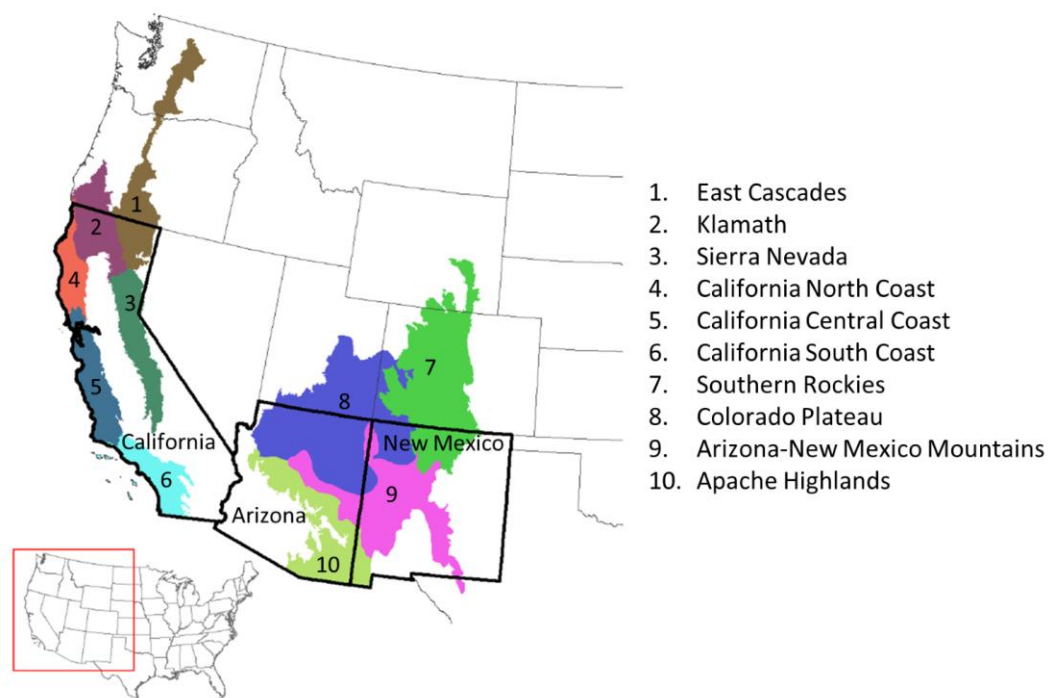 1
2
3
4
5
6
7
8
9
10
California
Arizona
New Mexico
1. East Cascades
2. Klamath
3. Sierra Nevada
4. California North Coast
5. California Central Coast
6. California South Coast
7. Southern Rockies
8. Colorado Plateau
9. Arizona-New Mexico Mountains
10. Apache Highlands